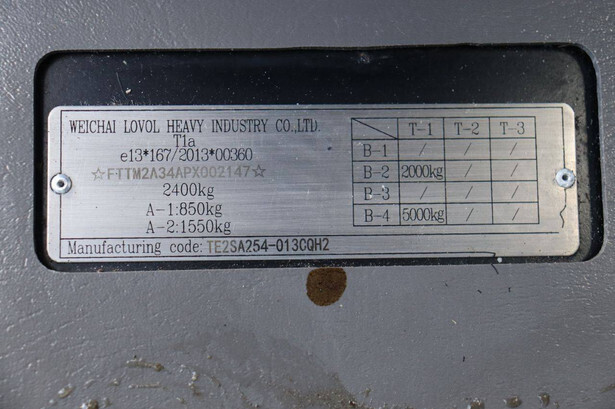 WEICHAI LOVOL HEAVY INDUSTRY CO.,LTD.
T1a
e13*167/2013*00360
☆FTTM2A34APX002147☆
2400kg
A-1:850kg
A-2:1550kg
T-1 T-2 T-3
B-1 / / /
B-2 2000kg / /
B-3 / / /
B-4 5000kg / /
Manufacturing code: TE2SA254-013CQH2